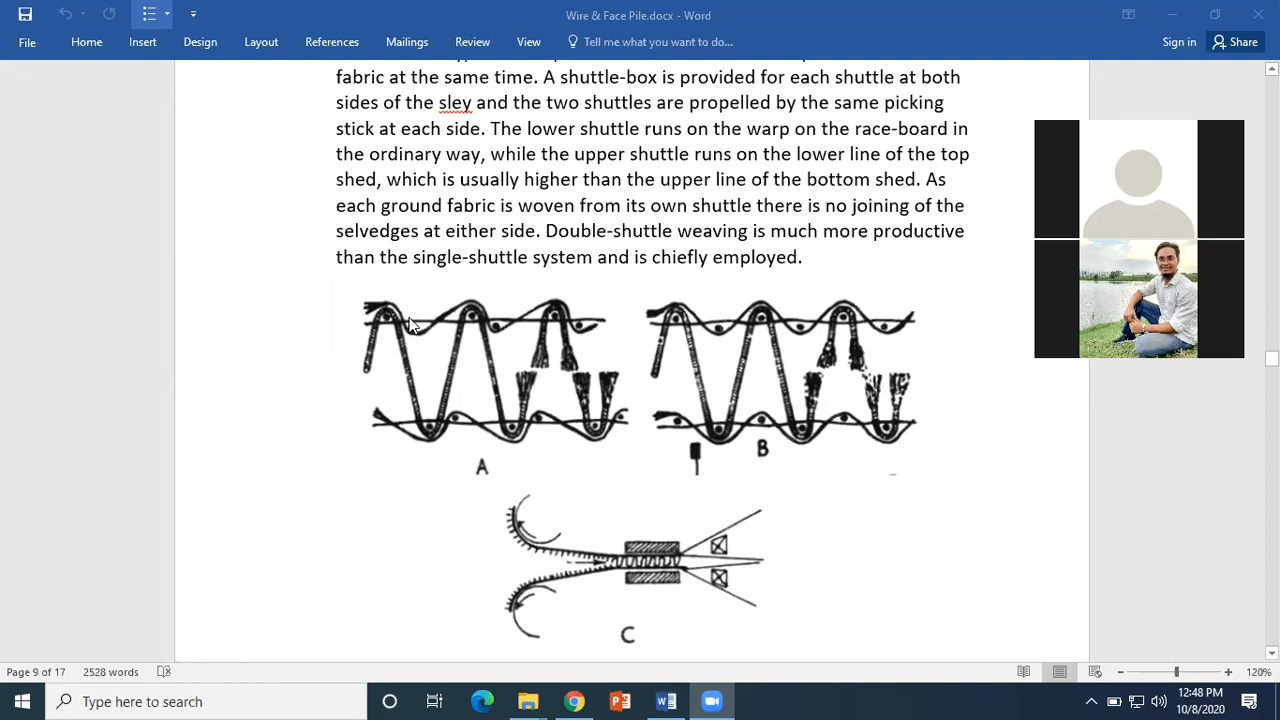 Wire & Face Pile.docx - Word
File Home Insert Design Layout References Mailings Review View Tell me what you want to do... Sign in Share
fabric at the same time. A shuttle-box is provided for each shuttle at both
sides of the sley and the two shuttles are propelled by the same picking
stick at each side. The lower shuttle runs on the warp on the race-board in
the ordinary way, while the upper shuttle runs on the lower line of the top
shed, which is usually higher than the upper line of the bottom shed. As
each ground fabric is woven from its own shuttle there is no joining of the
selvedges at either side. Double-shuttle weaving is much more productive
than the single-shuttle system and is chiefly employed.
A
B
C
Page 9 of 17 2528 words 120%
Type here to search
12:48 PM
10/8/2020